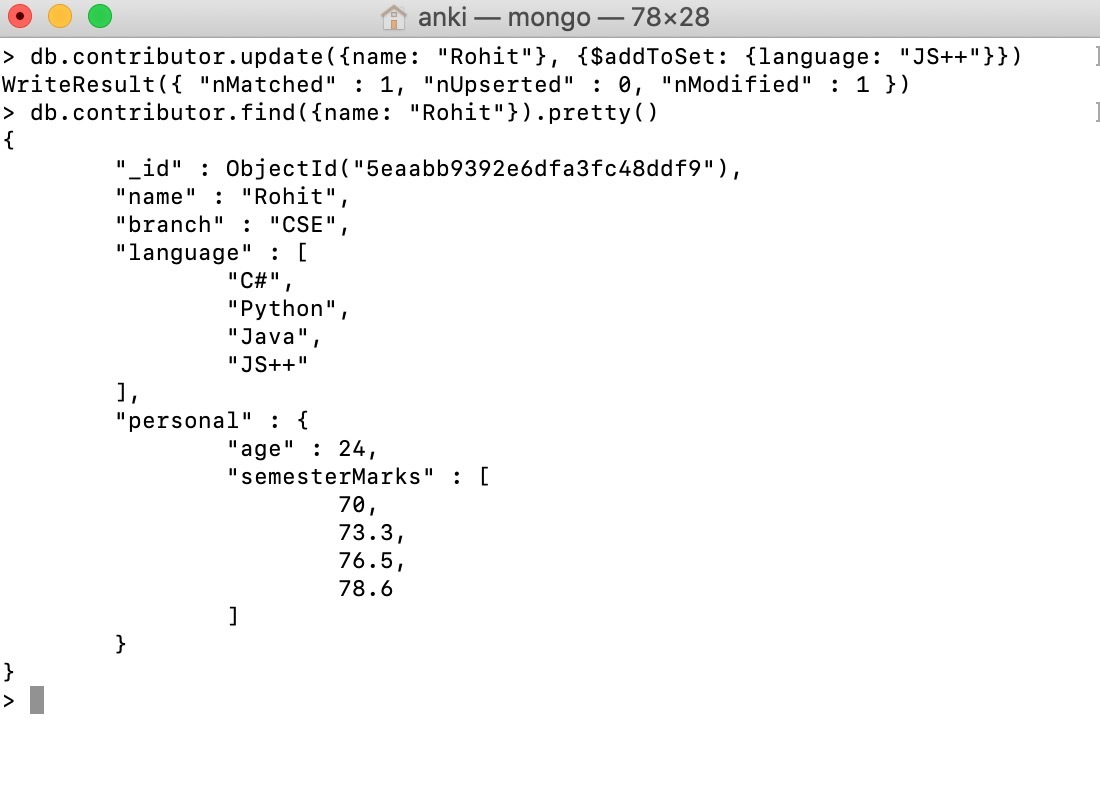 anki — mongo — 78×28
> db.contributor.update({name: "Rohit"}, {$addToSet: {language: "JS++"}})
WriteResult({ "nMatched" : 1, "nUpserted" : 0, "nModified" : 1 })
> db.contributor.find({name: "Rohit"}).pretty()
{
        "_id" : ObjectId("5eaabb9392e6dfa3fc48ddf9"),
        "name" : "Rohit",
        "branch" : "CSE",
        "language" : [
                "C#",
                "Python",
                "Java",
                "JS++"
        ],
        "personal" : {
                "age" : 24,
                "semesterMarks" : [
                        70,
                        73.3,
                        76.5,
                        78.6
                ]
        }
}
>